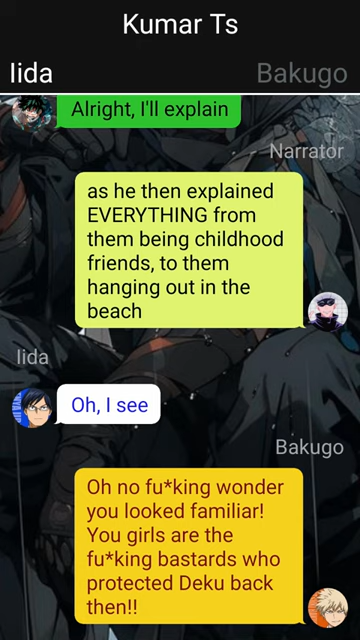 Kumar Ts
Iida
Bakugo
Alright, I'll explain
Narrator
as he then explained
EVERYTHING from
them being childhood
friends, to them
hanging out in the
beach
Iida
Oh, I see
Bakugo
Oh no fu*king wonder
you looked familiar!
You girls are the
fu*king bastards who
protected Deku back
then!!